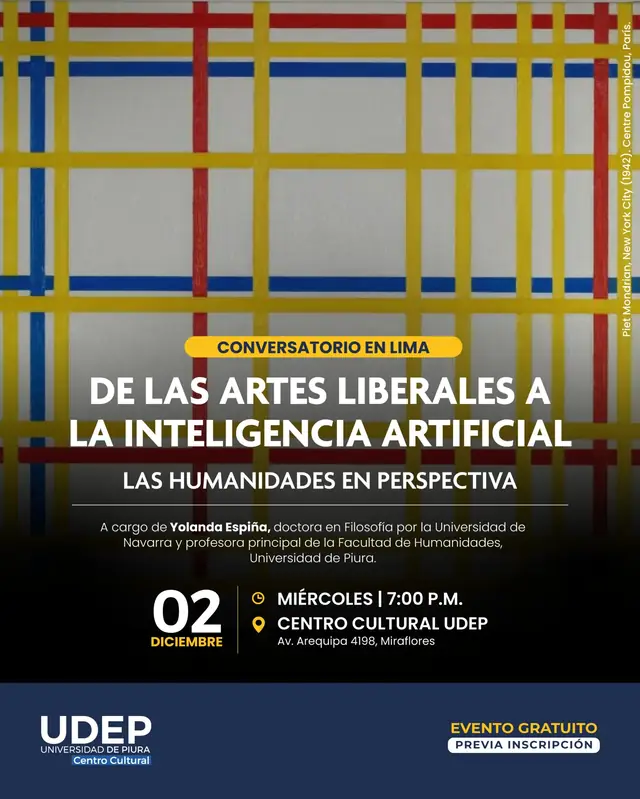 Piet Mondrian, New York City (1942). Centre Pompidou, París.
CONVERSATORIO EN LIMA
DE LAS ARTES LIBERALES A
LA INTELIGENCIA ARTIFICIAL
LAS HUMANIDADES EN PERSPECTIVA
A cargo de Yolanda Espiña, doctora en Filosofía por la Universidad de
Navarra y profesora principal de la Facultad de Humanidades,
Universidad de Piura.
02
DICIEMBRE
MIÉRCOLES | 7:00 P.M.
CENTRO CULTURAL UDEP
Av. Arequipa 4198, Miraflores
UDEP
UNIVERSIDAD DE PIURA
Centro Cultural
EVENTO GRATUITO
PREVIA INSCRIPCIÓN